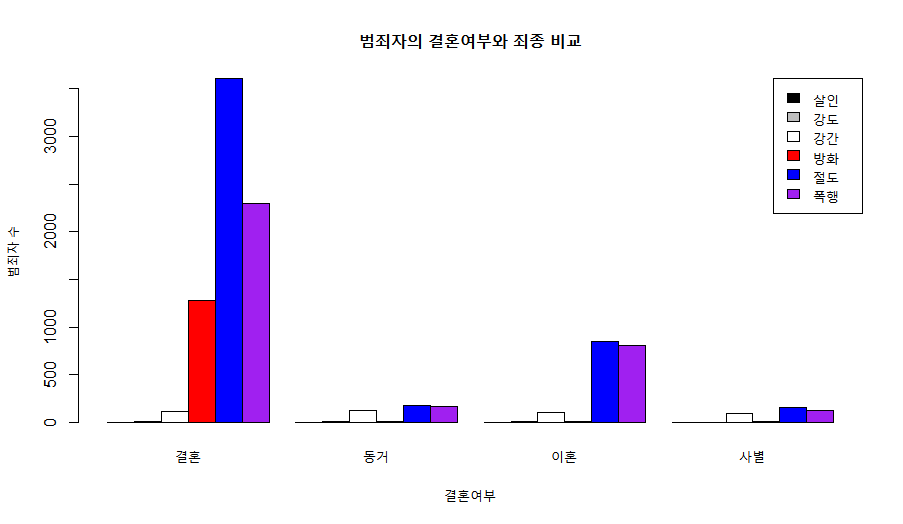 범죄자의 결혼여부와 죄종 비교
살인
강도
강간
방화
절도
폭행
범죄자 수
3000
2000
1000
500
0
결혼 동거 이혼 사별
결혼여부